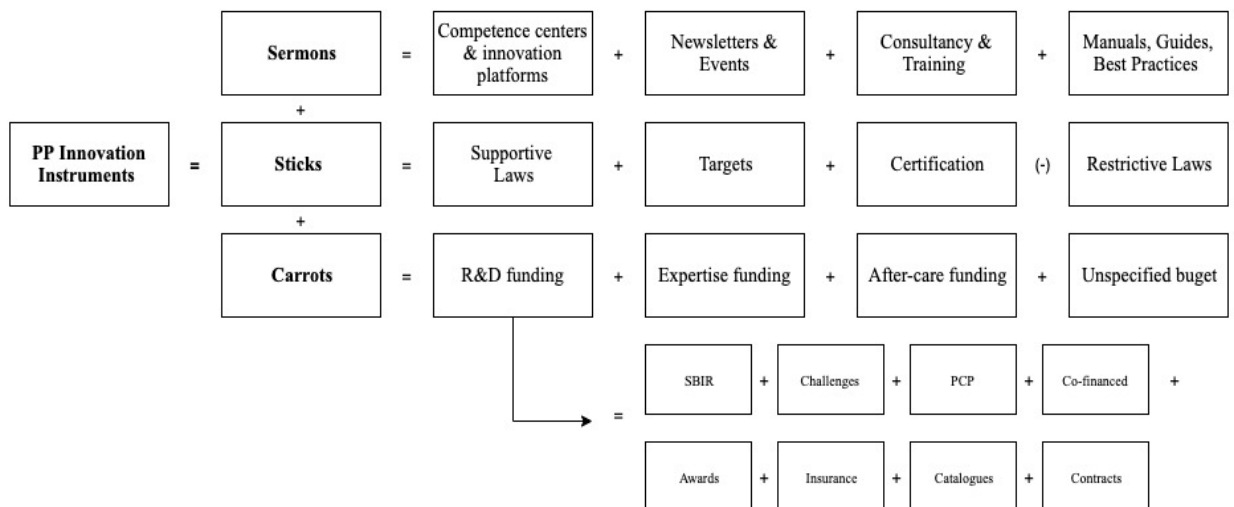 Sermons = Competence centers & innovation platforms + Newsletters & Events + Consultancy & Training + Manuals, Guides, Best Practices
+
PP Innovation Instruments = Sticks = Supportive Laws + Targets + Certification (-) Restrictive Laws
+
Carrots = R&D funding + Expertise funding + After-care funding + Unspecified buget
= SBIR + Challenges + PCP + Co-financed +
Awards + Insurance + Catalogues + Contracts